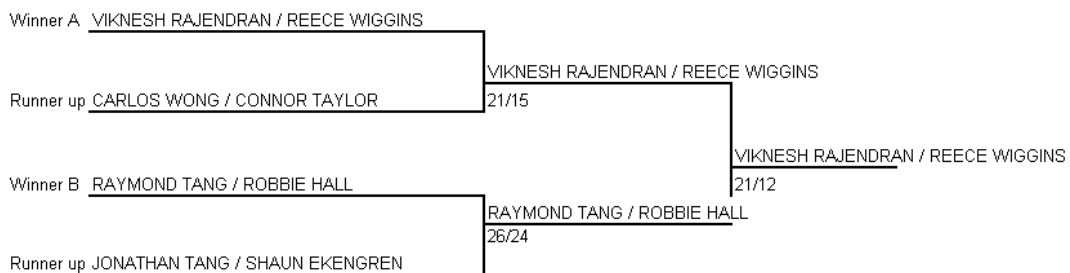 Winner A VIKNESH RAJENDRAN / REECE WIGGINS
VIKNESH RAJENDRAN / REECE WIGGINS
Runner up CARLOS WONG / CONNOR TAYLOR
21/15
VIKNESH RAJENDRAN / REECE WIGGINS
Winner B RAYMOND TANG / ROBBIE HALL
21/12
RAYMOND TANG / ROBBIE HALL
26/24
Runner up JONATHAN TANG / SHAUN EKENGREN